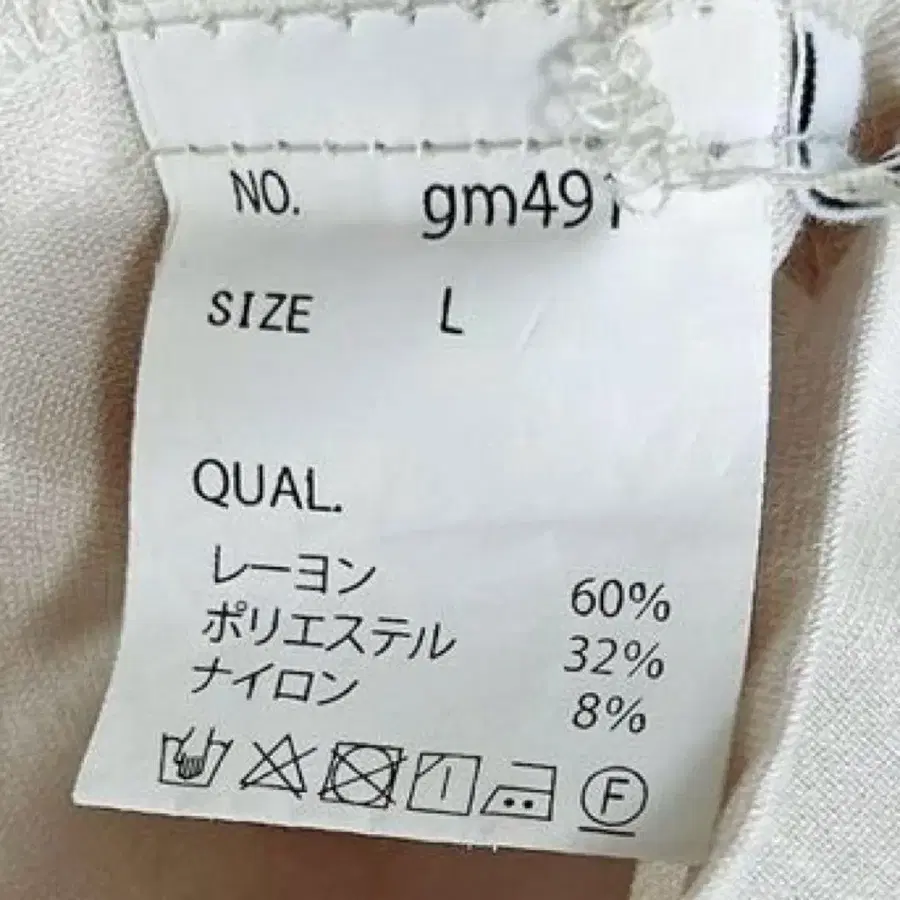 NO. gm491
SIZE L
QUAL.
レーヨン 60%
ポリエステル 32%
ナイロン 8%
F